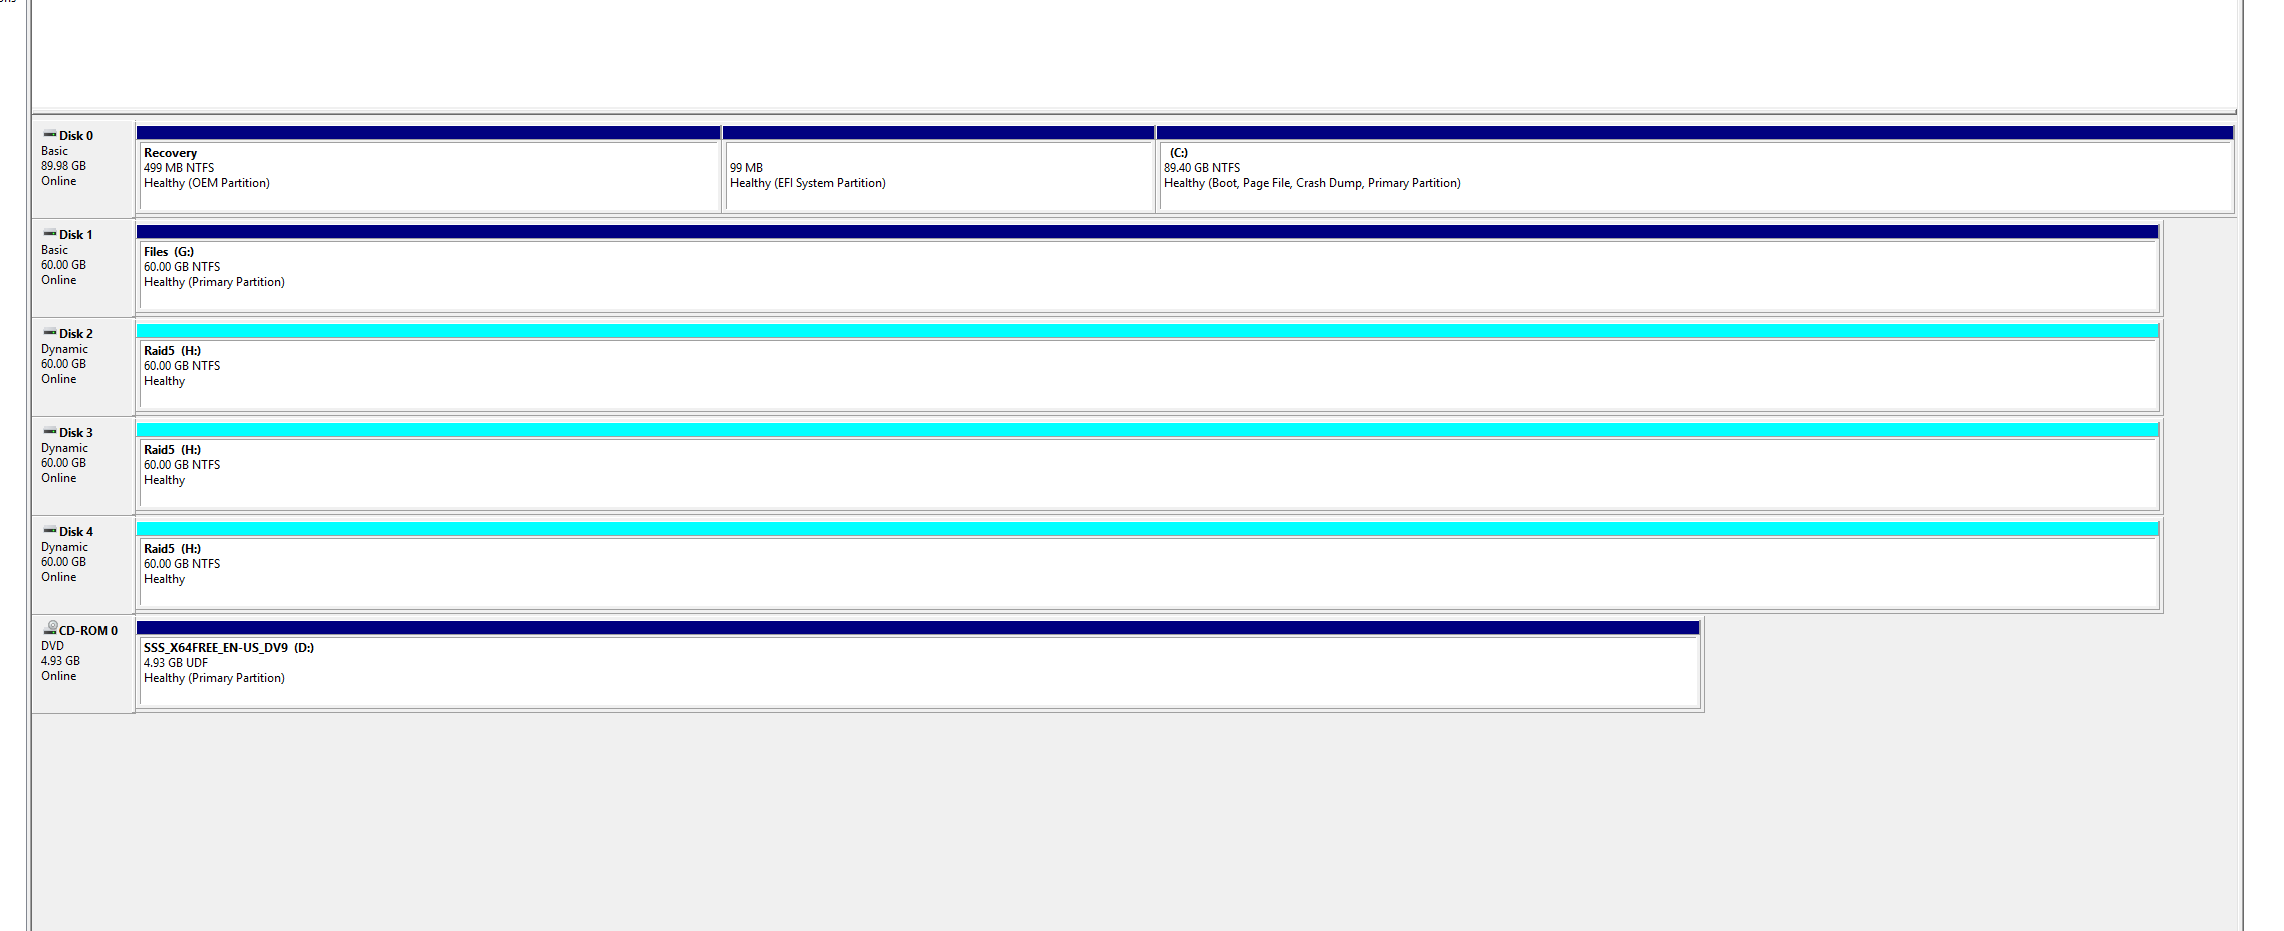 Disk 0
Basic
89.98 GB
Online
Recovery
499 MB NTFS
Healthy (OEM Partition)
99 MB
Healthy (EFI System Partition)
(C:)
89.40 GB NTFS
Healthy (Boot, Page File, Crash Dump, Primary Partition)
Disk 1
Basic
60.00 GB
Online
Files (G:)
60.00 GB NTFS
Healthy (Primary Partition)
Disk 2
Dynamic
60.00 GB
Online
Raid5 (H:)
60.00 GB NTFS
Healthy
Disk 3
Dynamic
60.00 GB
Online
Raid5 (H:)
60.00 GB NTFS
Healthy
Disk 4
Dynamic
60.00 GB
Online
Raid5 (H:)
60.00 GB NTFS
Healthy
CD-ROM 0
DVD
4.93 GB
Online
SSS_X64FREE_EN-US_DV9 (D:)
4.93 GB UDF
Healthy (Primary Partition)